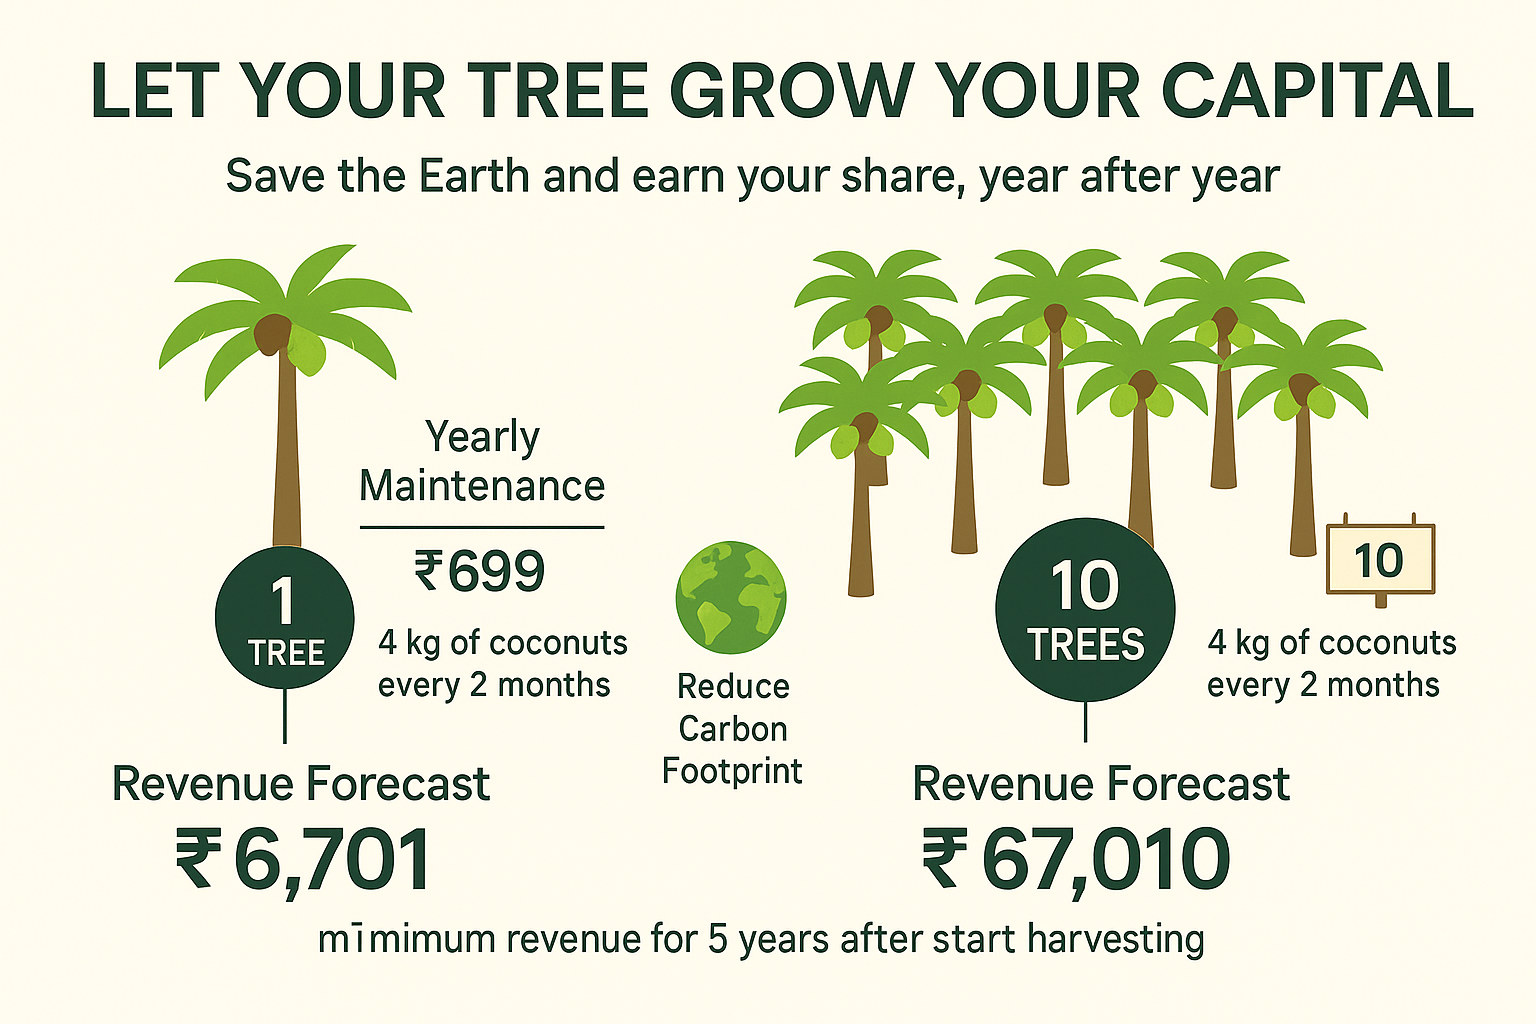 LET YOUR TREE GROW YOUR CAPITAL
Save the Earth and earn your share, year after year
Yearly
Maintenance
₹699
1
TREE
4 kg of coconuts
every 2 months
Reduce
Carbon
Footprint
10
TREES
10
4 kg of coconuts
every 2 months
Revenue Forecast
₹6,701
Revenue Forecast
₹67,010
mīmimum revenue for 5 years after start harvesting